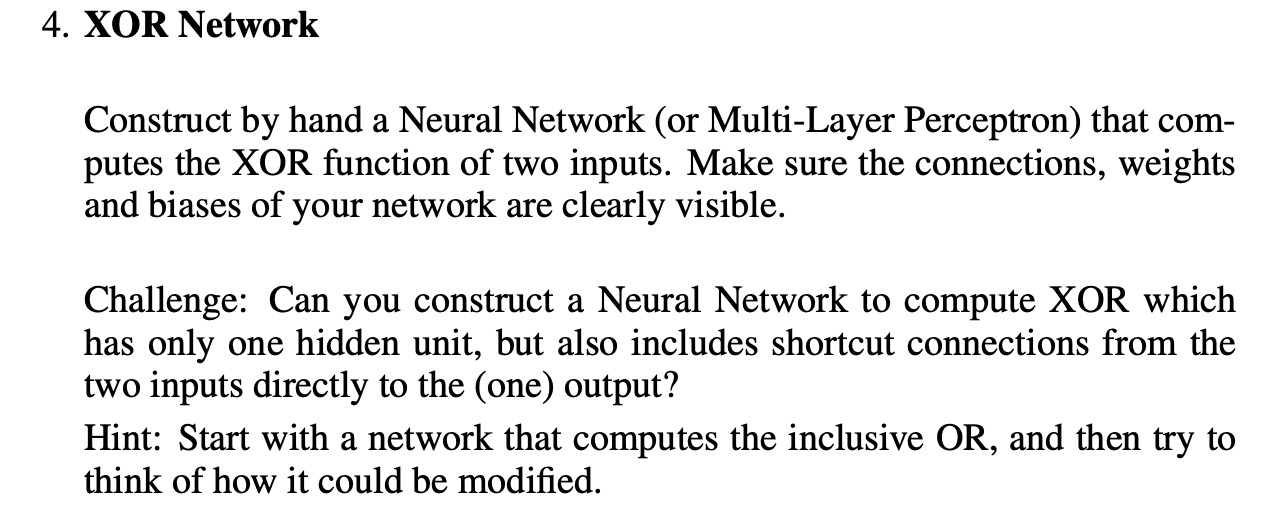 4. XOR Network
Construct by hand a Neural Network (or Multi-Layer Perceptron) that com-
putes the XOR function of two inputs. Make sure the connections, weights
and biases of your network are clearly visible.
Challenge: Can you construct a Neural Network to compute XOR which
has only one hidden unit, but also includes shortcut connections from the
two inputs directly to the (one) output?
Hint: Start with a network that computes the inclusive OR, and then try to
think of how it could be modified.